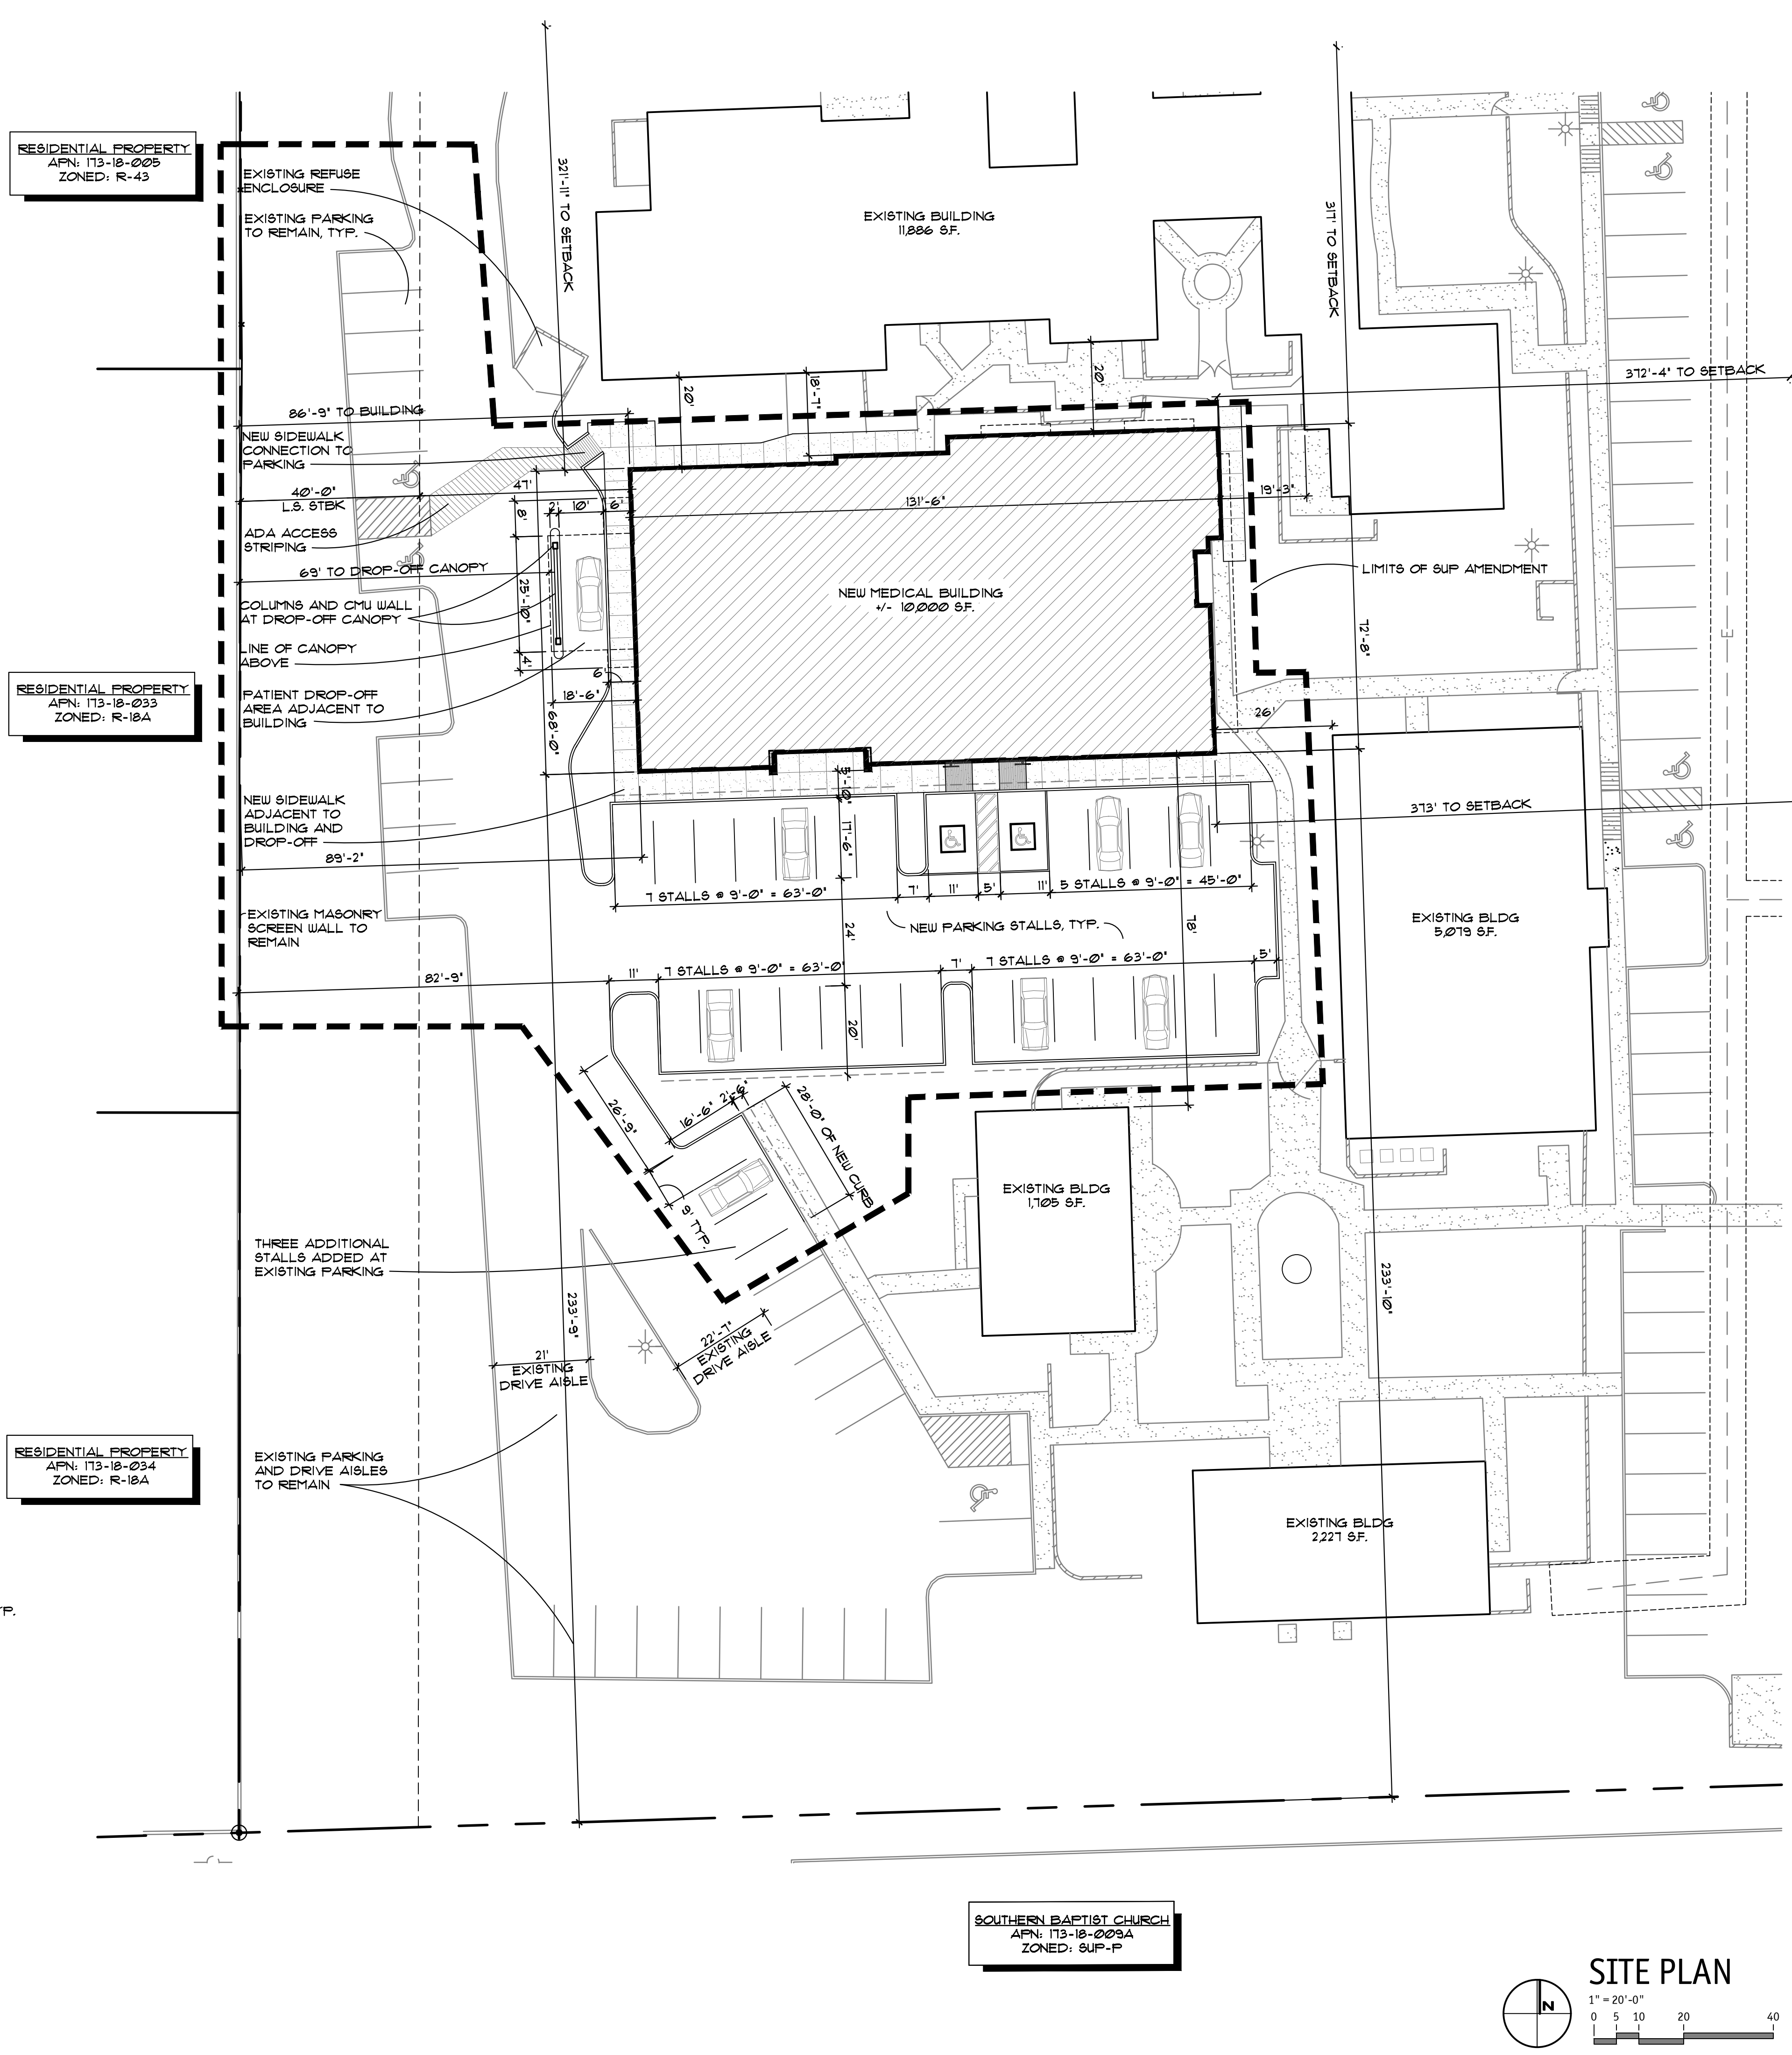 RESIDENTIAL PROPERTY
APN: 173-18-005
ZONED: R-43
EXISTING REFUSE
ENCLOSURE
EXISTING PARKING
TO REMAIN, TYP.
321'-11" TO SETBACK
EXISTING BUILDING
11,886 S.F.
317' TO SETBACK
372'-4" TO SETBACK
20'
18'-7"
20'
86'-9" TO BUILDING
NEW SIDEWALK
CONNECTION TO
PARKING
40'-0"
L.S. STBK
47'
8'
2'
10'
6'
131'-6"
19'-3"
ADA ACCESS
STRIPING
69' TO DROP-OFF CANOPY
25'-10"
LIMITS OF SUP AMENDMENT
NEW MEDICAL BUILDING
+/- 10,000 S.F.
COLUMNS AND CMU WALL
AT DROP-OFF CANOPY
72'-8"
LINE OF CANOPY
ABOVE
4'
6'
18'-6"
RESIDENTIAL PROPERTY
APN: 173-18-033
ZONED: R-18A
PATIENT DROP-OFF
AREA ADJACENT TO
BUILDING
68'-0"
26'
5'-10"
NEW SIDEWALK
ADJACENT TO
BUILDING AND
DROP-OFF
373' TO SETBACK
17'-6"
89'-2"
7 STALLS @ 9'-0" = 63'-0"
7'
11'
5'
11'
5 STALLS @ 9'-0" = 45'-0"
EXISTING MASONRY
SCREEN WALL TO
REMAIN
24'
NEW PARKING STALLS, TYP.
78'
EXISTING BLDG
5,079 S.F.
82'-9"
11'
7 STALLS @ 9'-0" = 63'-0"
7'
7 STALLS @ 9'-0" = 63'-0"
5'
20'
26'-9"
16'-6"
2'-6"
28'-0" OF NEW CURB
9' TYP.
EXISTING BLDG
1,705 S.F.
THREE ADDITIONAL
STALLS ADDED AT
EXISTING PARKING
233'-9"
233'-10"
21'
EXISTING
DRIVE AISLE
22'-7"
EXISTING
DRIVE AISLE
RESIDENTIAL PROPERTY
APN: 173-18-034
ZONED: R-18A
EXISTING PARKING
AND DRIVE AISLES
TO REMAIN
EXISTING BLDG
2,227 S.F.
YP.
SOUTHERN BAPTIST CHURCH
APN: 173-18-009A
ZONED: SUP-P
N
SITE PLAN
1" = 20'-0"
0 5 10 20 40